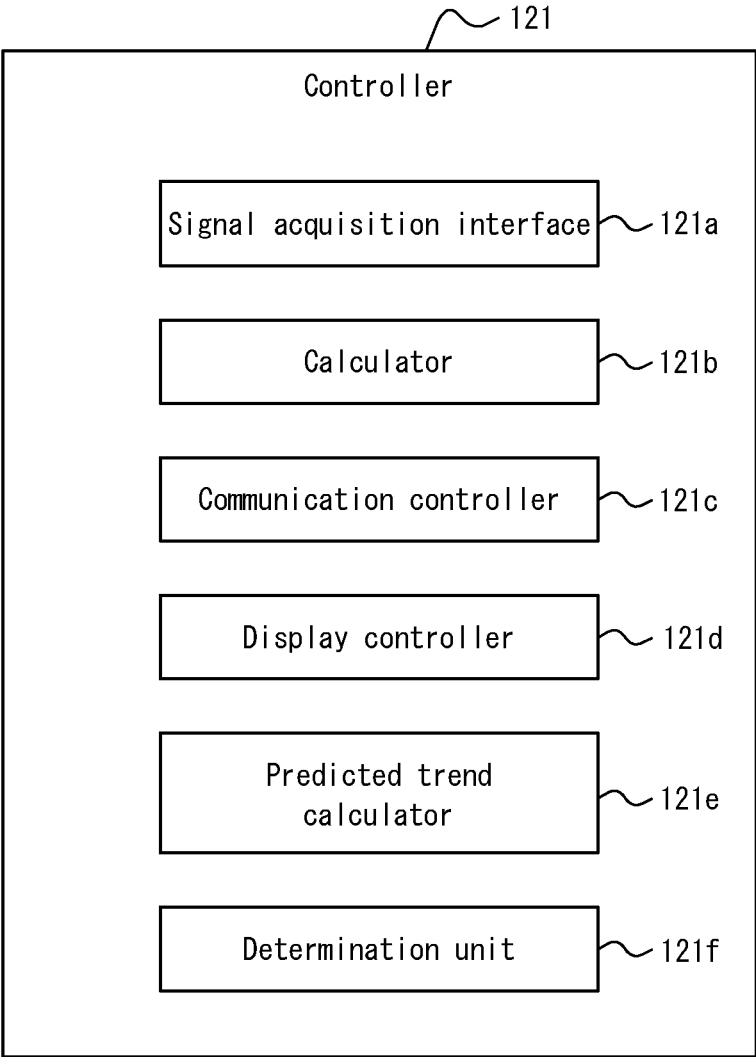 121
Controller
Signal acquisition interface
121a
Calculator
121b
Communication controller
121c
Display controller
121d
Predicted trend
calculator
121e
Determination unit
121f